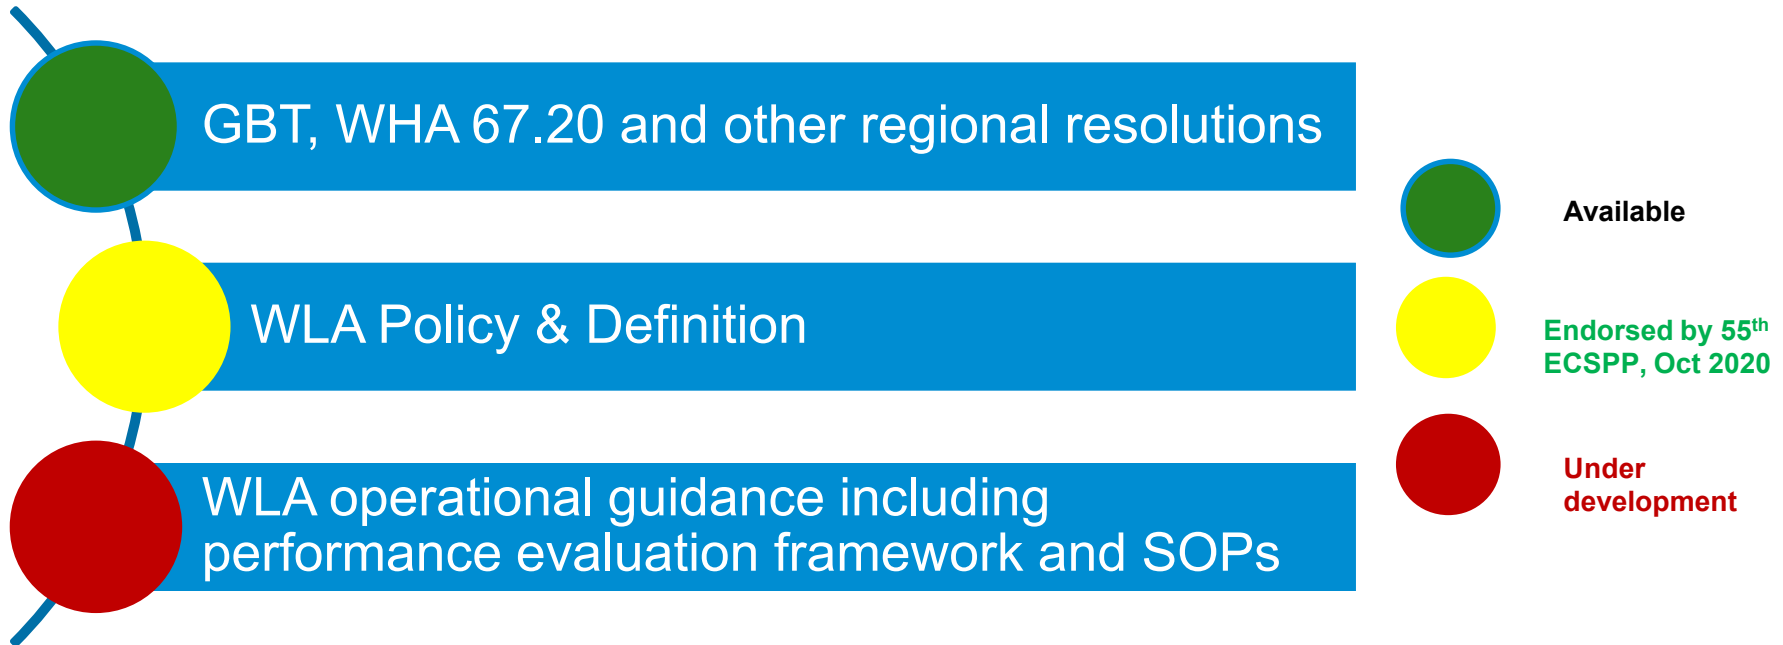 GBT, WHA 67.20 and other regional resolutions
WLA Policy & Definition
WLA operational guidance including
performance evaluation framework and SOPs
Available
Endorsed by 55th
ECSPP, Oct 2020
Under
development